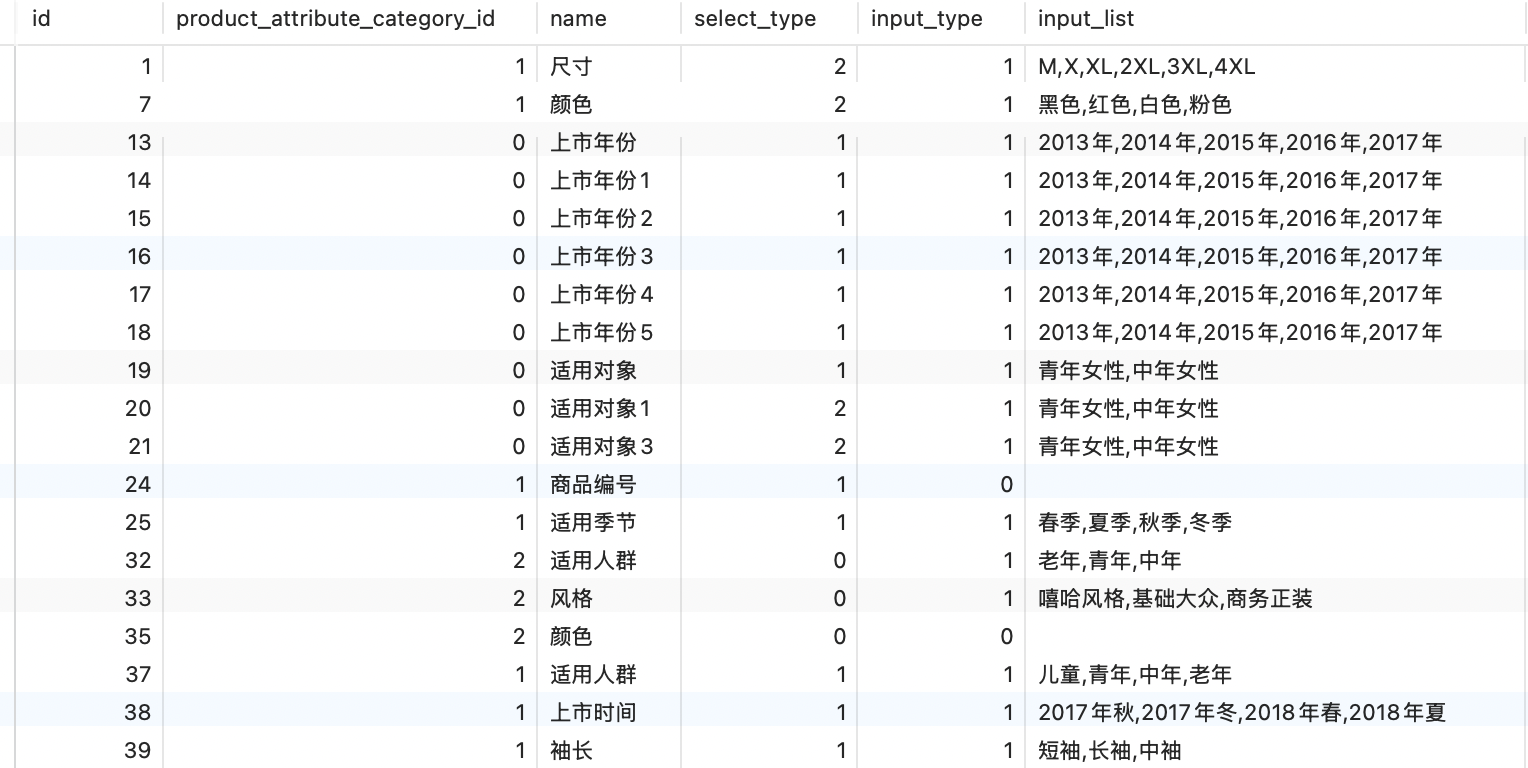 id product_attribute_category_id name select_type input_type input_list
1 1 尺寸 2 1 M,X,XL,2XL,3XL,4XL
7 1 颜色 2 1 黑色,红色,白色,粉色
13 0 上市年份 1 1 2013年,2014年,2015年,2016年,2017年
14 0 上市年份1 1 1 2013年,2014年,2015年,2016年,2017年
15 0 上市年份2 1 1 2013年,2014年,2015年,2016年,2017年
16 0 上市年份3 1 1 2013年,2014年,2015年,2016年,2017年
17 0 上市年份4 1 1 2013年,2014年,2015年,2016年,2017年
18 0 上市年份5 1 1 2013年,2014年,2015年,2016年,2017年
19 0 适用对象 1 1 青年女性,中年女性
20 0 适用对象1 2 1 青年女性,中年女性
21 0 适用对象3 2 1 青年女性,中年女性
24 1 商品编号 1 0
25 1 适用季节 1 1 春季,夏季,秋季,冬季
32 2 适用人群 0 1 老年,青年,中年
33 2 风格 0 1 嘻哈风格,基础大众,商务正装
35 2 颜色 0 0
37 1 适用人群 1 1 儿童,青年,中年,老年
38 1 上市时间 1 1 2017年秋,2017年冬,2018年春,2018年夏
39 1 袖长 1 1 短袖,长袖,中袖